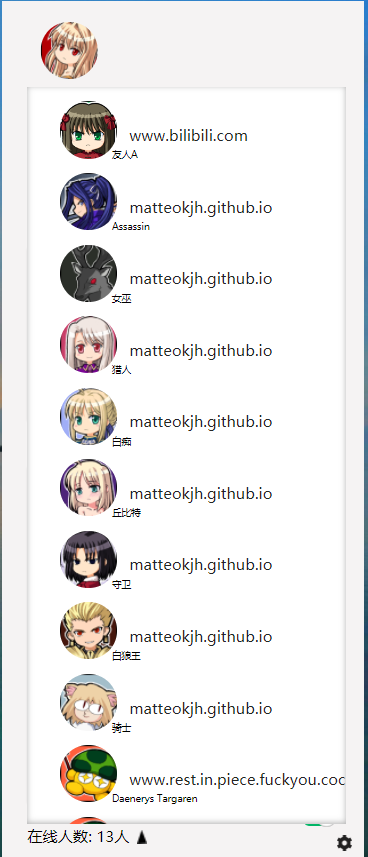 www.bilibili.com
友人A
matteokjh.github.io
Assassin
matteokjh.github.io
女巫
matteokjh.github.io
猎人
matteokjh.github.io
白痴
matteokjh.github.io
丘比特
matteokjh.github.io
守卫
matteokjh.github.io
白狼王
matteokjh.github.io
骑士
www.rest.in.piece.fuckyou.coc
Daenerys Targaren
在线人数: 13人